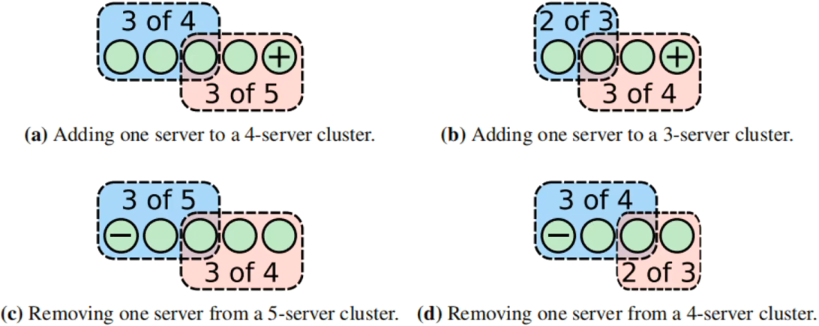 3 of 4
+
3 of 5
(a) Adding one server to a 4-server cluster.
2 of 3
+
3 of 4
(b) Adding one server to a 3-server cluster.
3 of 5
−
3 of 4
(c) Removing one server from a 5-server cluster.
3 of 4
−
2 of 3
(d) Removing one server from a 4-server cluster.